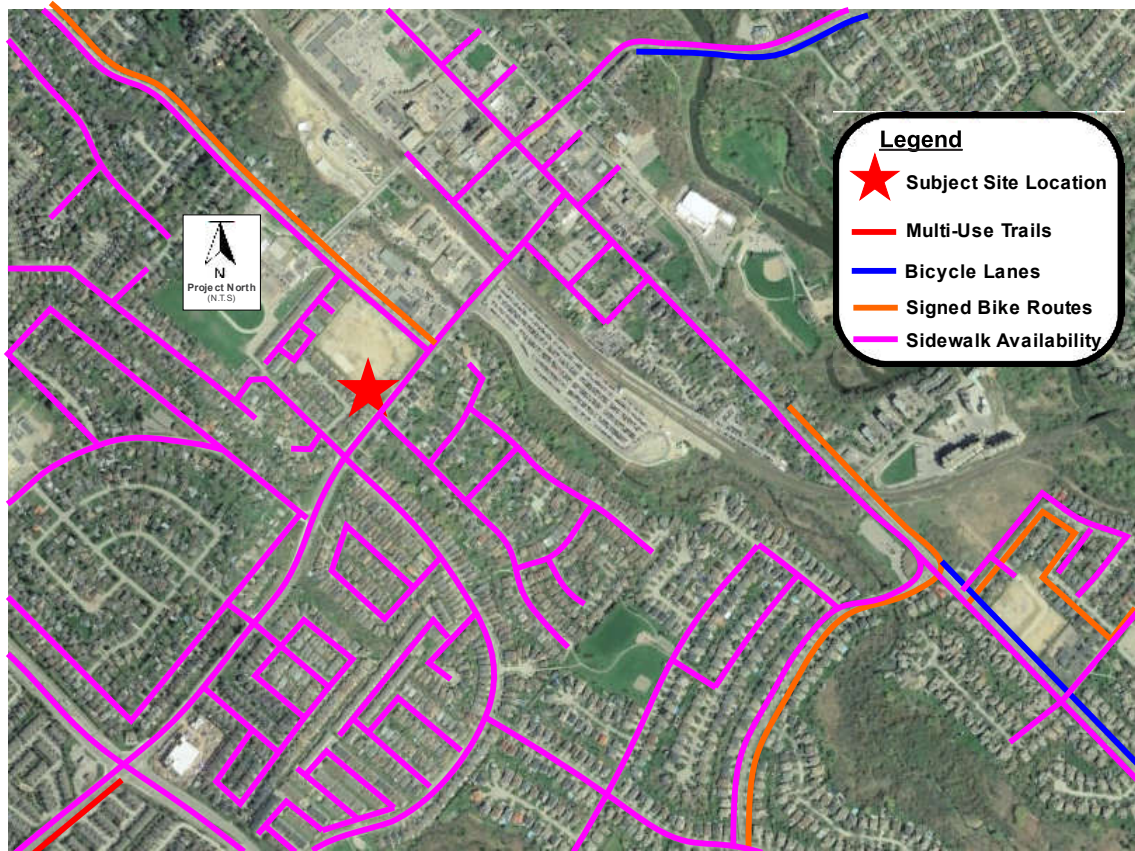 Legend
Subject Site Location
Multi-Use Trails
Bicycle Lanes
Signed Bike Routes
Sidewalk Availability
N
Project North
(N.T.S)